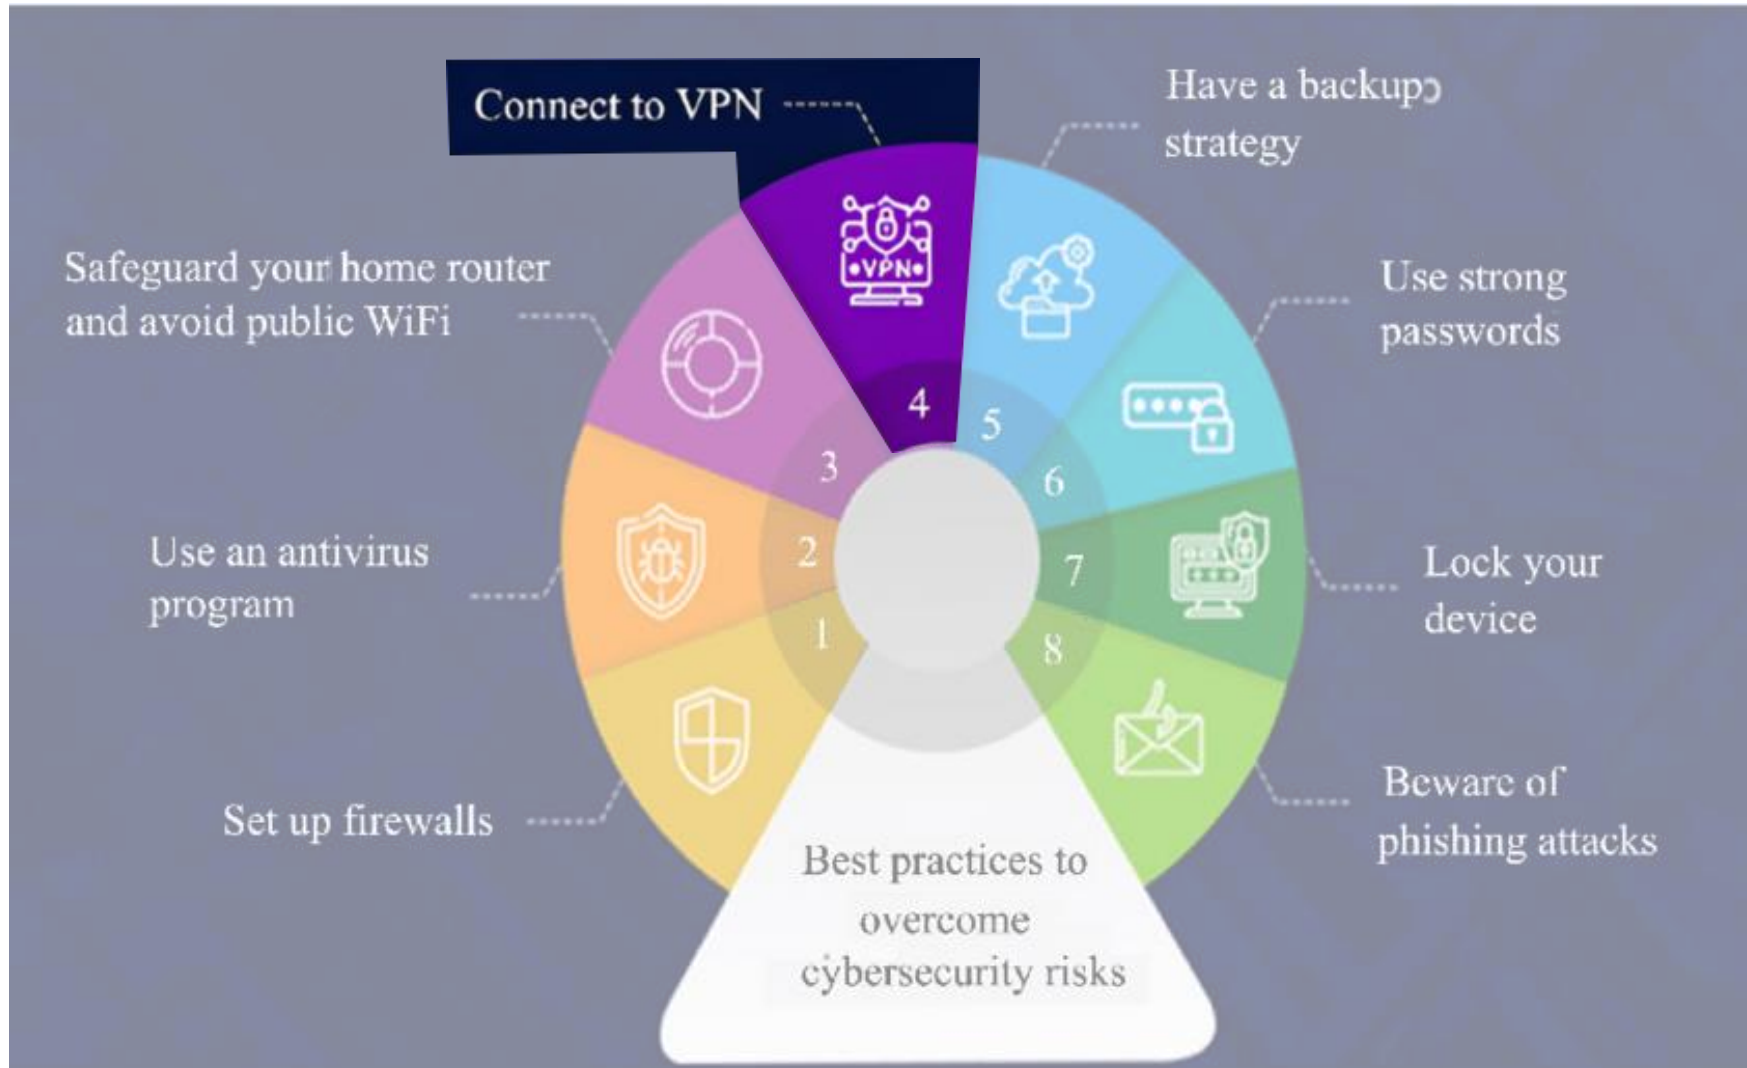 Connect to VPN
Have a backup
strategy
Safeguard your home router
and avoid public WiFi
Use strong
passwords
Use an antivirus
program
Lock your
device
Set up firewalls
Beware of
phishing attacks
VPN
1
2
3
4
5
6
7
8
Best practices to
overcome
cybersecurity risks